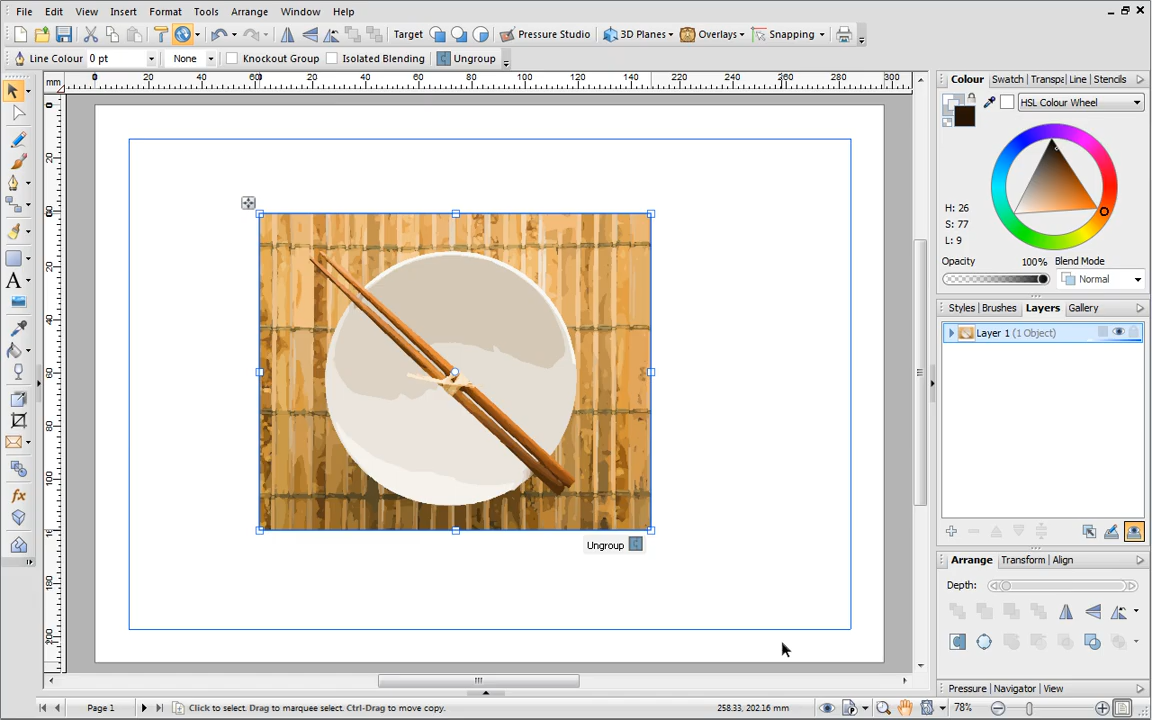 File Edit View Insert Format Tools Arrange Window Help
Target Pressure Studio 3D Planes Overlays Snapping
Line Colour 0 pt None Knockout Group Isolated Blending Ungroup
mm 0 20 40 60 20 40 60 80 100 120 140 220 240 260 280 300
Colour Swatch Transpa Line Stencils
HSL Colour Wheel
H: 26
S: 77
L: 9
Opacity 100% Blend Mode
Normal
Styles Brushes Layers Gallery
Layer 1 (1 Object)
Ungroup
Arrange Transform Align
Depth:
Pressure Navigator View
Page 1 Click to select. Drag to marquee select. Ctrl-Drag to move copy. 258.33, 202.16 mm 78%